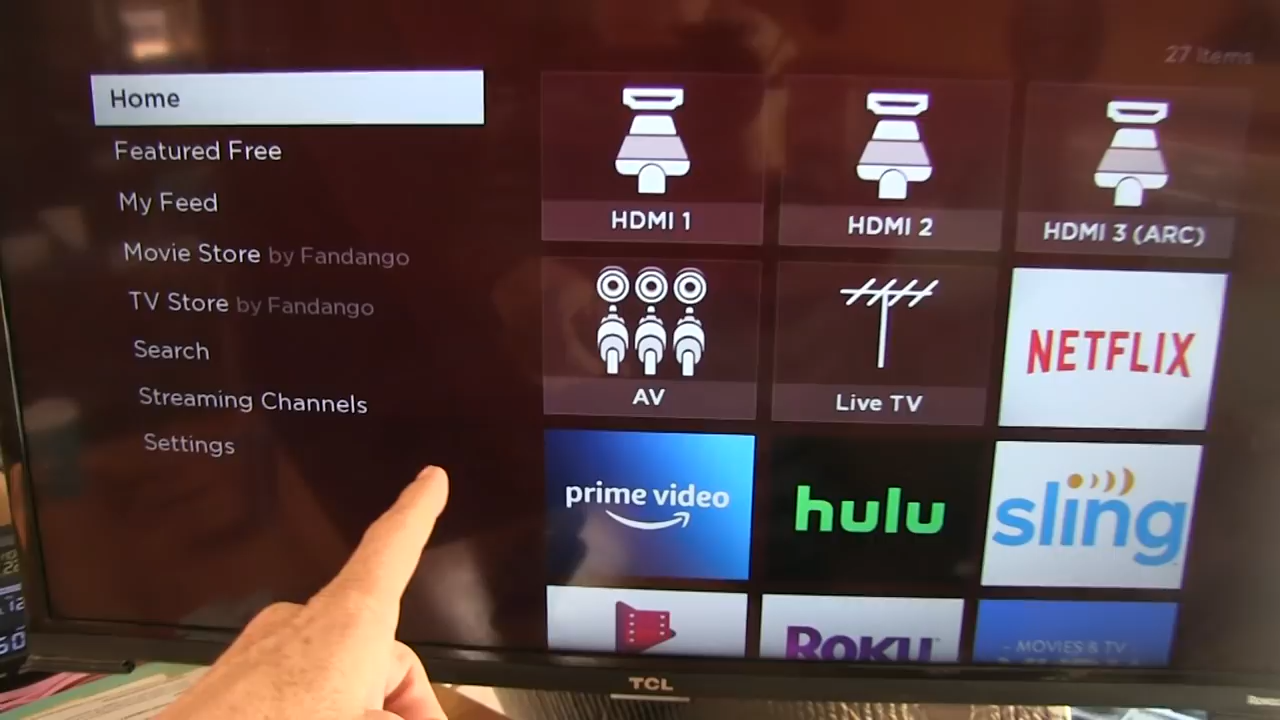 27 items
Home
Featured Free
My Feed
Movie Store by Fandango
TV Store by Fandango
Search
Streaming Channels
Settings
HDMI 1
HDMI 2
HDMI 3 (ARC)
AV
Live TV
NETFLIX
prime video
hulu
sling
ROKU
MOVIES & TV
TCL